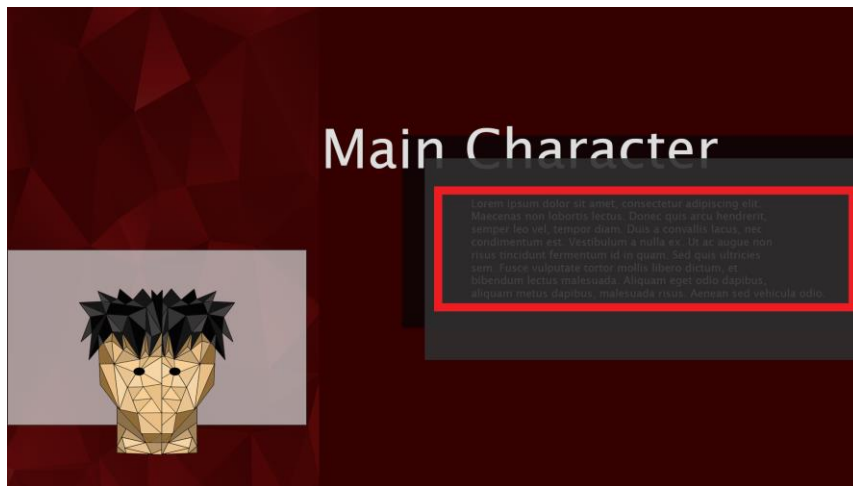 Main Character
Lorem ipsum dolor sit amet, consectetur adipiscing elit.
Maecenas non lobortis lectus. Donec quis arcu hendrerit,
semper leo vel, tempor diam. Duis a convallis lacus, nec
condimentum est. Vestibulum a nulla ex. Ut ac augue non
risus tincidunt fermentum id in quam. Sed quis ultricies
sem. Fusce vulputate tortor mollis libero dictum, et
bibendum lectus malesuada. Aliquam eget odio dapibus,
aliquam metus dapibus, malesuada risus. Aenean sed vehicula odio.